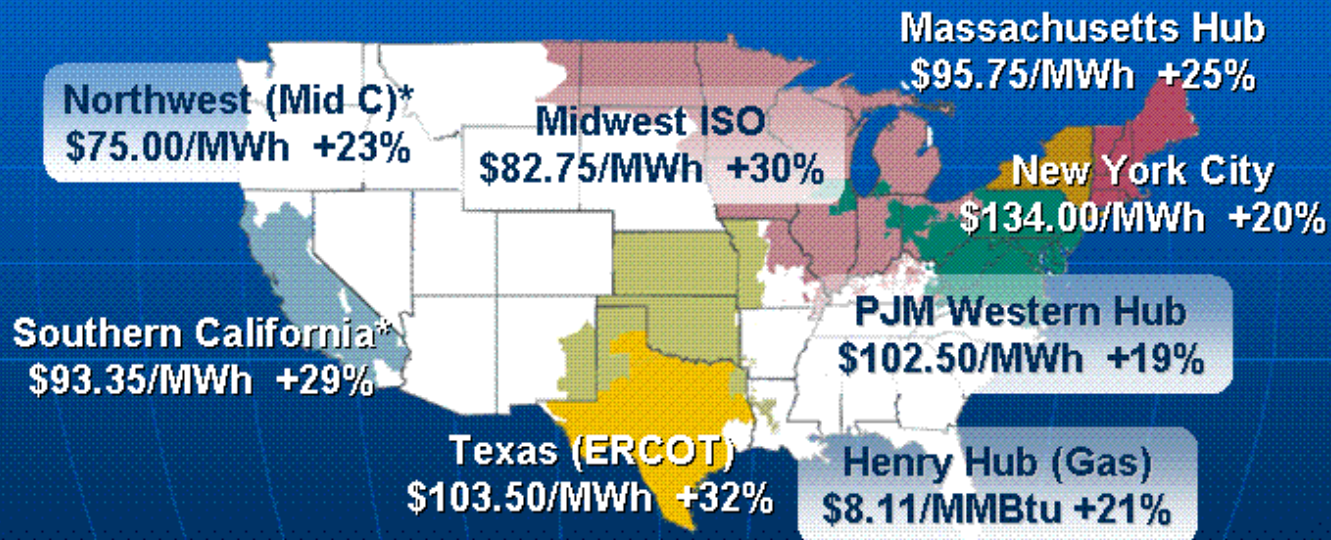 Massachusetts Hub
$95.75/MWh +25%
Northwest (Mid C)*
$75.00/MWh +23%
Midwest ISO
$82.75/MWh +30%
New York City
$134.00/MWh +20%
PJM Western Hub
$102.50/MWh +19%
Southern California*
$93.35/MWh +29%
Texas (ERCOT)
$103.50/MWh +32%
Henry Hub (Gas)
$8.11/MMBtu +21%